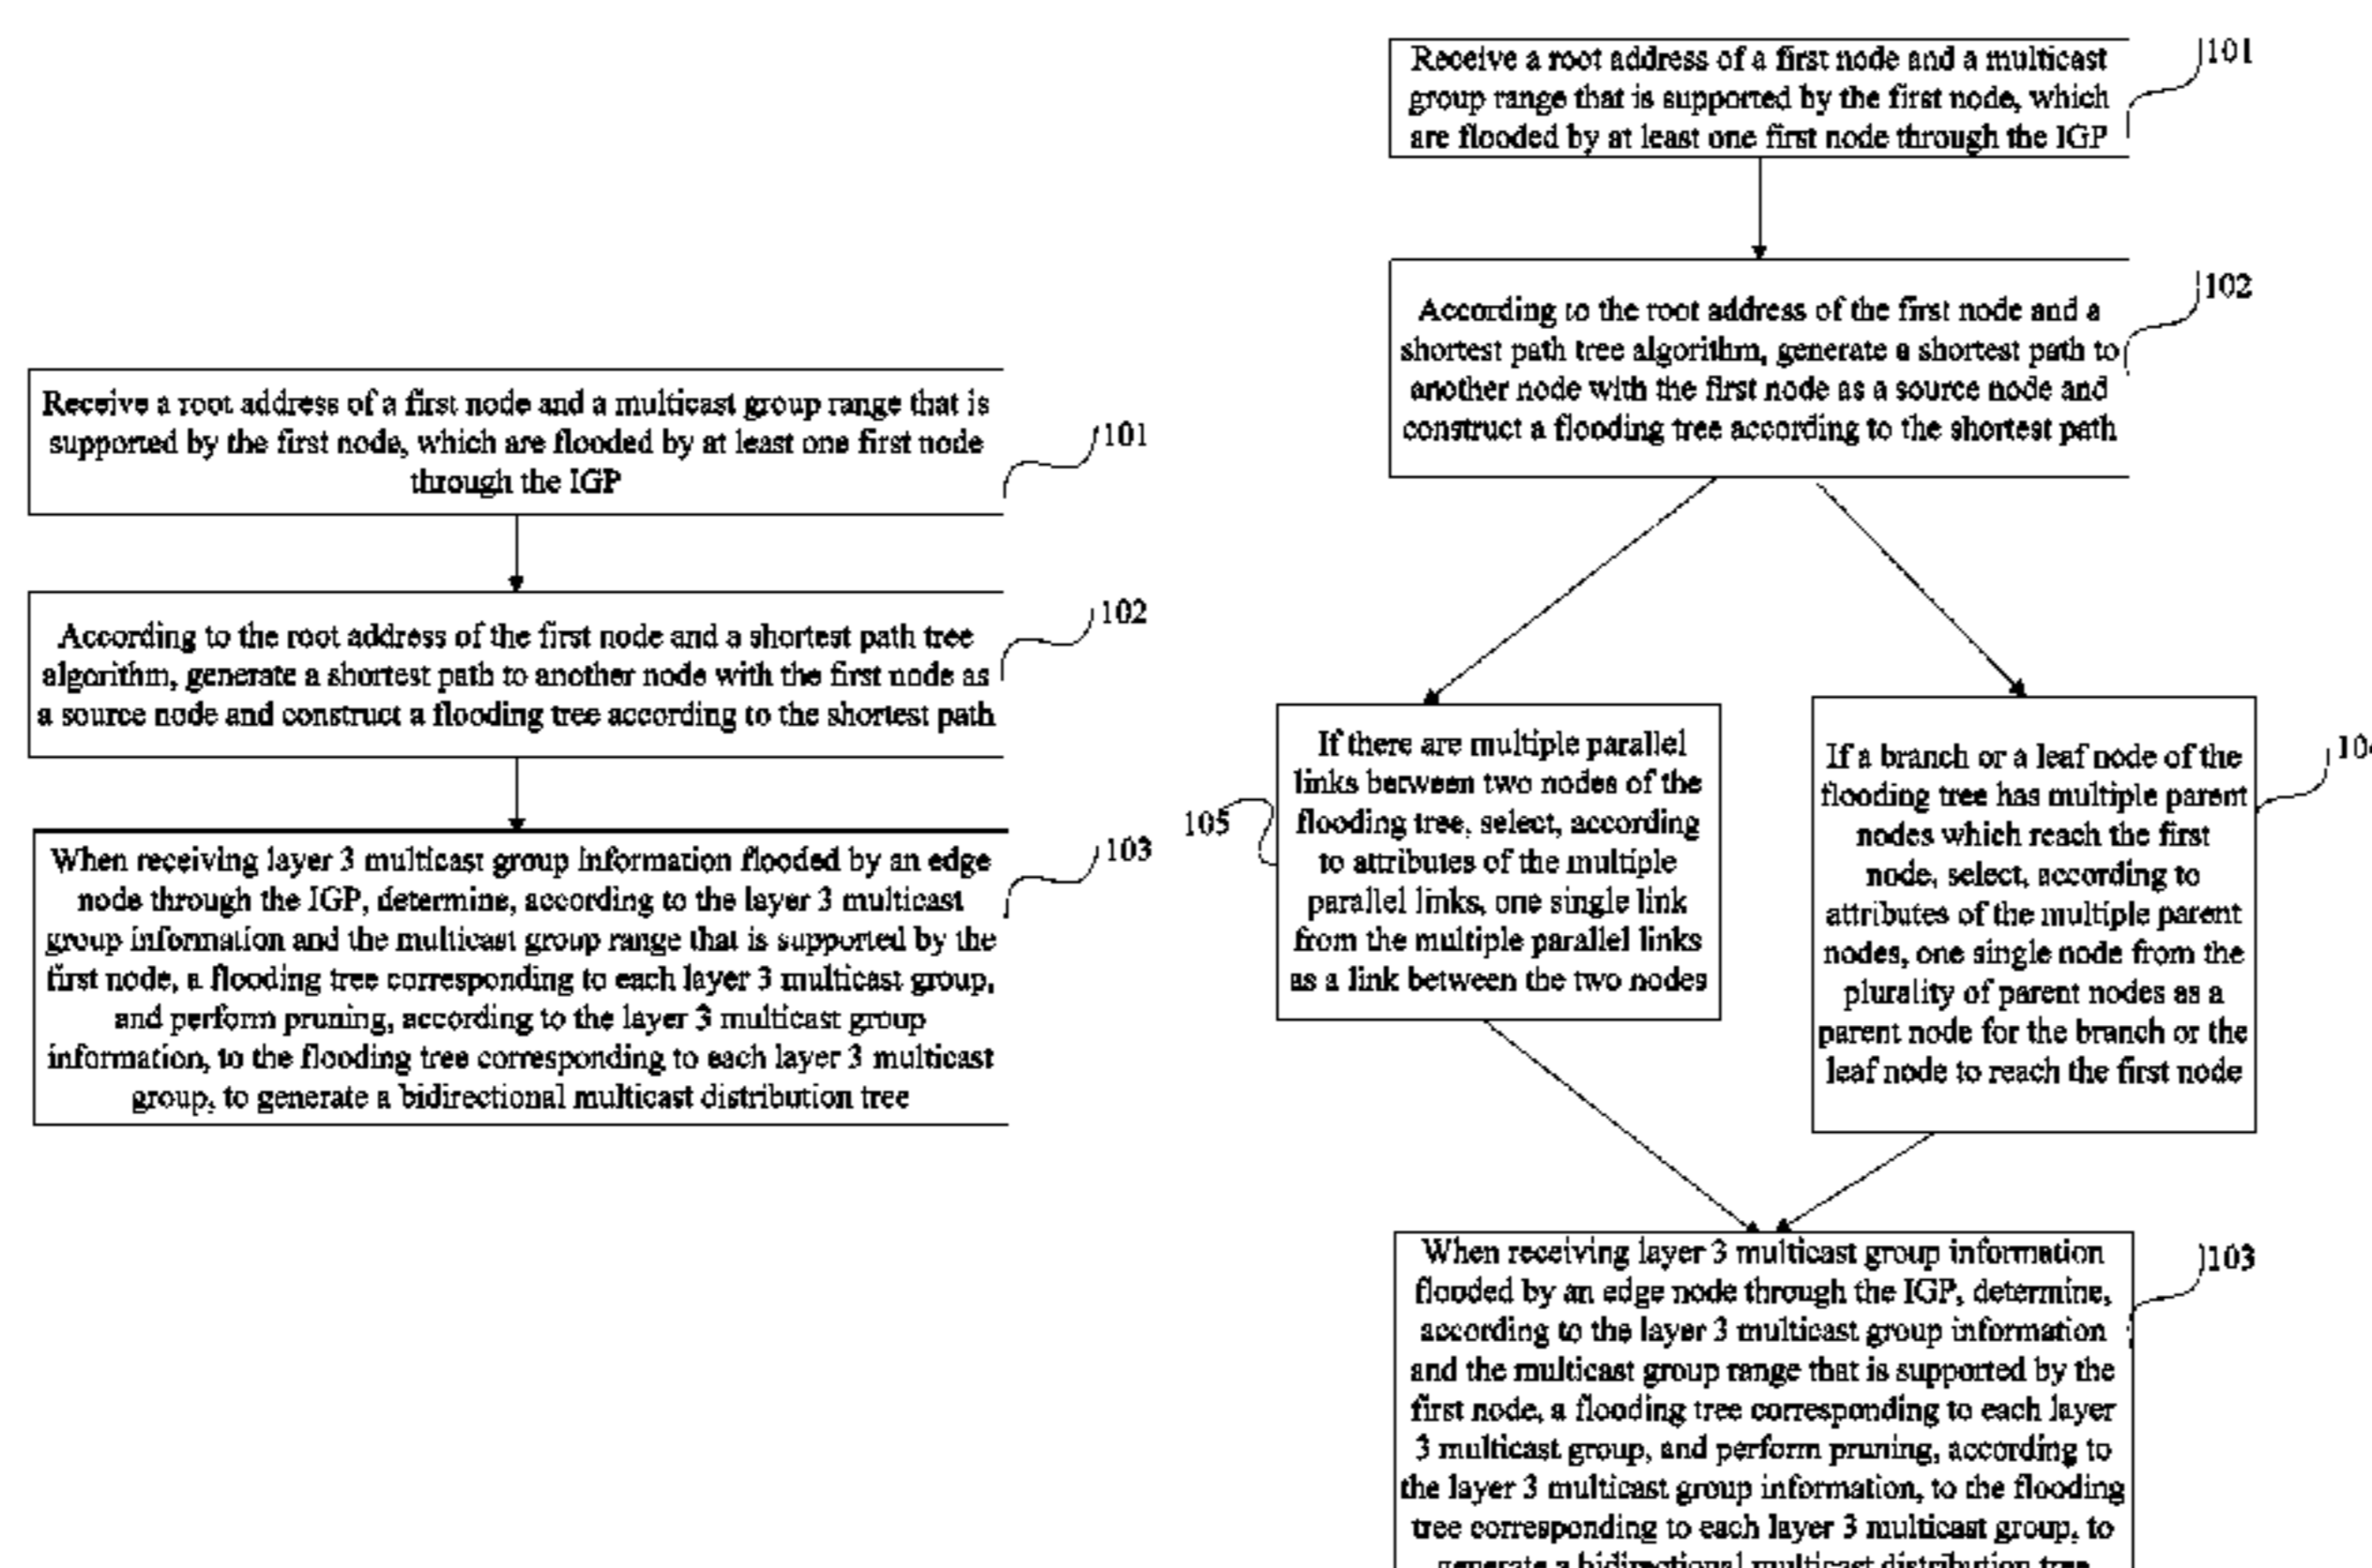 Receive a root address of a first node and a multicast group range that is
supported by the first node, which are flooded by at least one first node
through the IGP
101
According to the root address of the first node and a shortest path tree
algorithm, generate a shortest path to another node with the first node as
a source node and construct a flooding tree according to the shortest path
102
When receiving layer 3 multicast group information flooded by an edge
node through the IGP, determine, according to the layer 3 multicast
group information and the multicast group range that is supported by the
first node, a flooding tree corresponding to each layer 3 multicast group,
and perform pruning, according to the layer 3 multicast group
information, to the flooding tree corresponding to each layer 3 multicast
group, to generate a bidirectional multicast distribution tree
103
Receive a root address of a first node and a multicast
group range that is supported by the first node, which
are flooded by at least one first node through the IGP
101
According to the root address of the first node and a
shortest path tree algorithm, generate a shortest path to
another node with the first node as a source node and
construct a flooding tree according to the shortest path
102
If there are multiple parallel
links between two nodes of the
flooding tree, select, according
to attributes of the multiple
parallel links, one single link
from the multiple parallel links
as a link between the two nodes
105
If a branch or a leaf node of the
flooding tree has multiple parent
nodes which reach the first
node, select, according to
attributes of the multiple parent
nodes, one single node from the
plurality of parent nodes as a
parent node for the branch or the
leaf node to reach the first node
When receiving layer 3 multicast group information
flooded by an edge node through the IGP, determine,
according to the layer 3 multicast group information
and the multicast group range that is supported by the
first node, a flooding tree corresponding to each layer
3 multicast group, and perform pruning, according to
the layer 3 multicast group information, to the flooding
tree corresponding to each layer 3 multicast group, to
generate a bidirectional multicast distribution tree
103